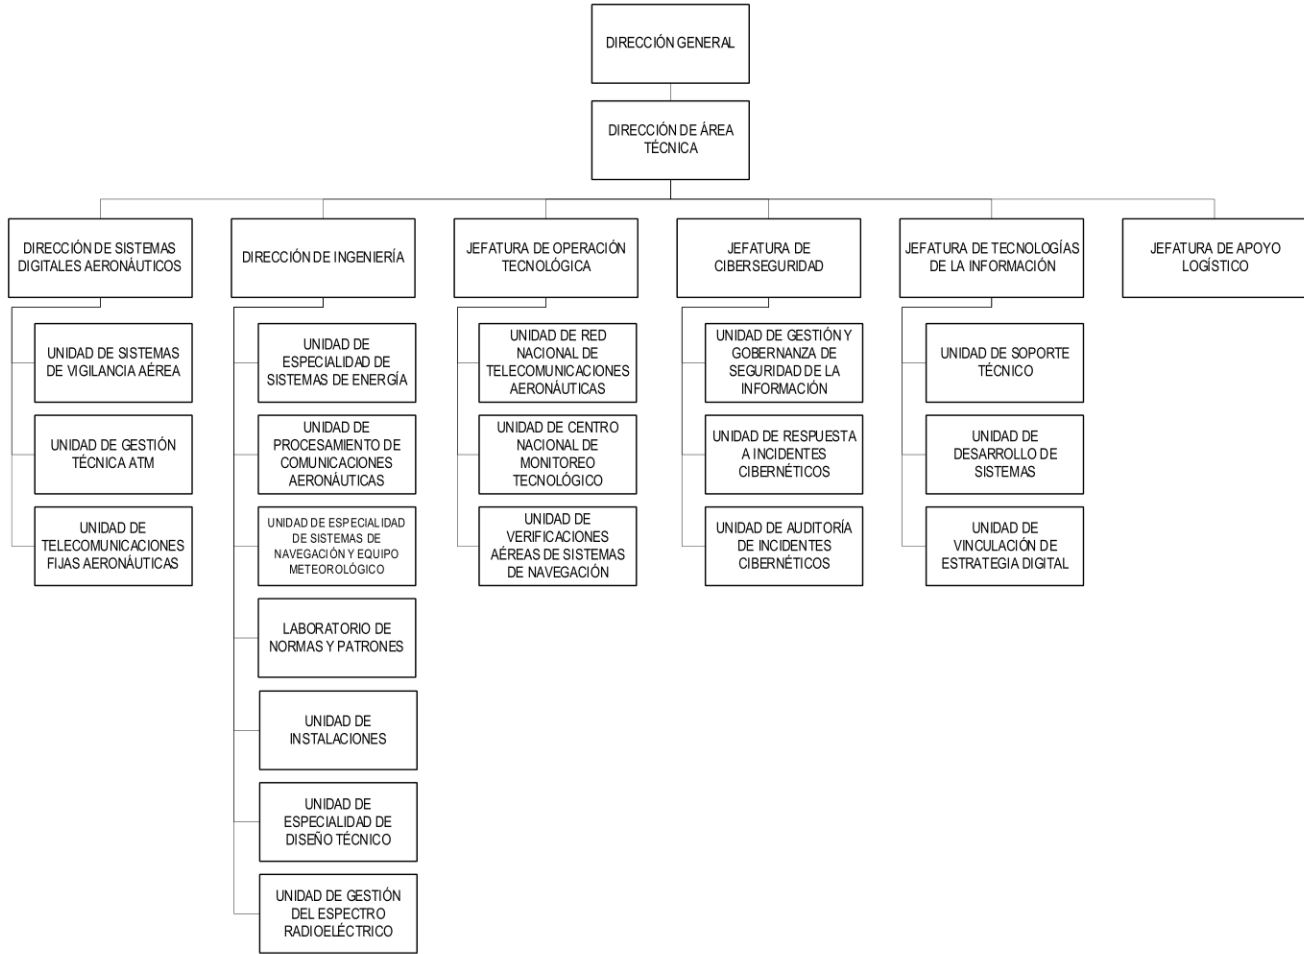 DIRECCIÓN GENERAL
DIRECCIÓN DE ÁREA
TÉCNICA
DIRECCIÓN DE SISTEMAS
DIGITALES AERONÁUTICOS
DIRECCIÓN DE INGENIERÍA
JEFATURA DE OPERACIÓN
TECNOLÓGICA
JEFATURA DE
CIBERSEGURIDAD
JEFATURA DE TECNOLOGÍAS
DE LA INFORMACIÓN
JEFATURA DE APOYO
LOGÍSTICO
UNIDAD DE SISTEMAS
DE VIGILANCIA AÉREA
UNIDAD DE GESTIÓN
TÉCNICA ATM
UNIDAD DE
TELECOMUNICACIONES
FIJAS AERONÁUTICAS
UNIDAD DE
ESPECIALIDAD DE
SISTEMAS DE ENERGÍA
UNIDAD DE
PROCESAMIENTO DE
COMUNICACIONES
AERONÁUTICAS
UNIDAD DE ESPECIALIDAD
DE SISTEMAS DE
NAVEGACIÓN Y EQUIPO
METEOROLÓGICO
LABORATORIO DE
NORMAS Y PATRONES
UNIDAD DE
INSTALACIONES
UNIDAD DE
ESPECIALIDAD DE
DISEÑO TÉCNICO
UNIDAD DE GESTIÓN
DEL ESPECTRO
RADIOELÉCTRICO
UNIDAD DE RED
NACIONAL DE
TELECOMUNICACIONES
AERONÁUTICAS
UNIDAD DE CENTRO
NACIONAL DE
MONITOREO
TECNOLÓGICO
UNIDAD DE
VERIFICACIONES
AÉREAS DE SISTEMAS
DE NAVEGACIÓN
UNIDAD DE GESTIÓN Y
GOBERNANZA DE
SEGURIDAD DE LA
INFORMACIÓN
UNIDAD DE RESPUESTA
A INCIDENTES
CIBERNÉTICOS
UNIDAD DE AUDITORÍA
DE INCIDENTES
CIBERNÉTICOS
UNIDAD DE SOPORTE
TÉCNICO
UNIDAD DE
DESARROLLO DE
SISTEMAS
UNIDAD DE
VINCULACIÓN DE
ESTRATEGIA DIGITAL